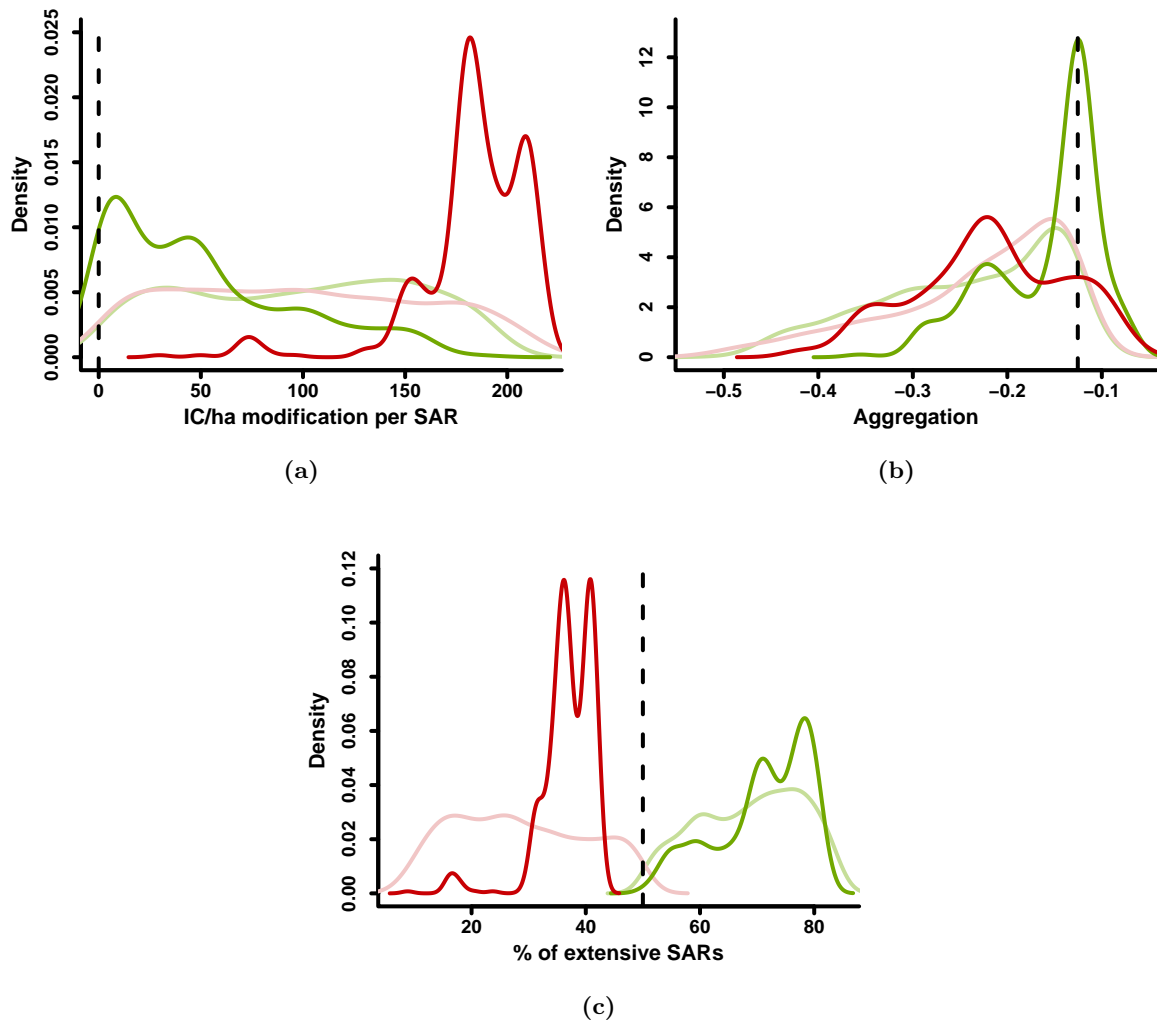 Density
0.025
0.020
0.015
0.010
0.005
0.000
0 50 100 150 200
IC/ha modification per SAR
(a)
Density
12
10
8
6
4
2
0
−0.5 −0.4 −0.3 −0.2 −0.1
Aggregation
(b)
Density
0.12
0.10
0.08
0.06
0.04
0.02
0.00
20 40 60 80
% of extensive SARs
(c)